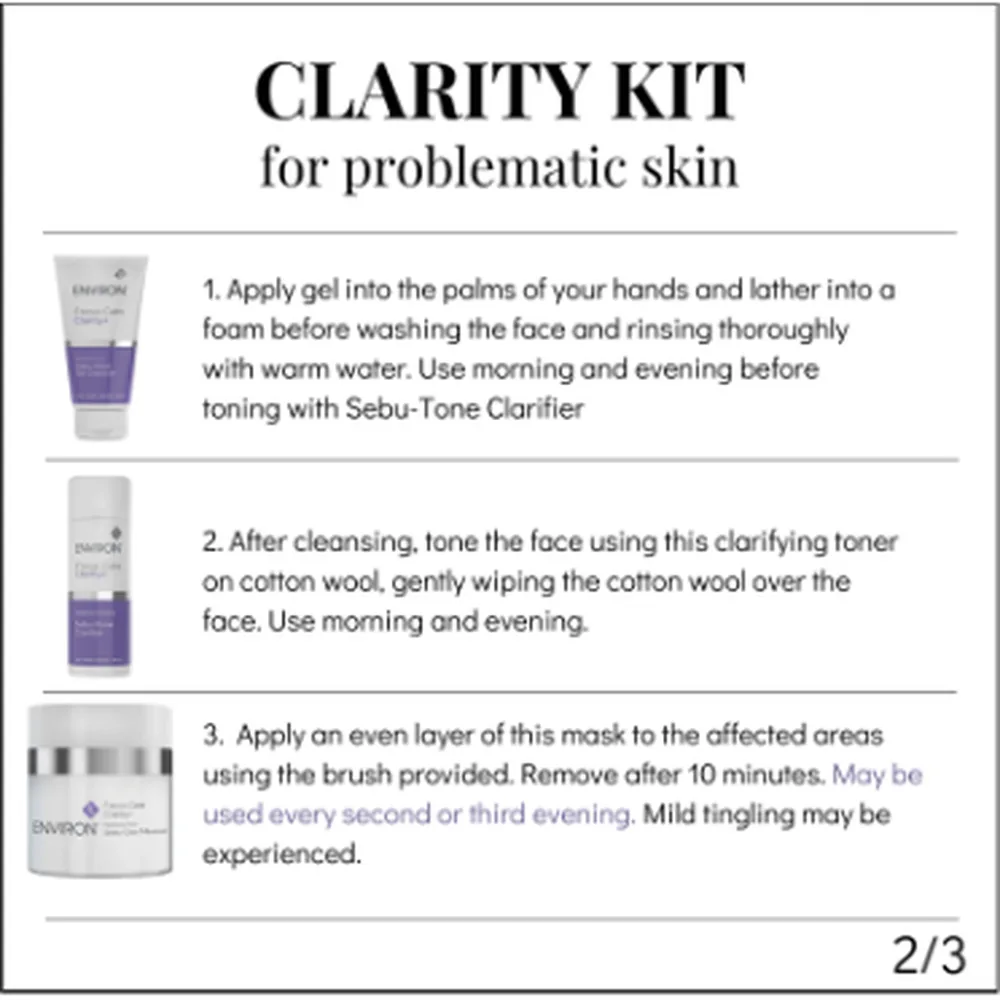 CLARITY KIT
for problematic skin
ENVIRON
1. Apply gel into the palms of your hands and lather into a
foam before washing the face and rinsing thoroughly
with warm water. Use morning and evening before
toning with Sebu-Tone Clarifier
ENVIRON
2. After cleansing, tone the face using this clarifying toner
on cotton wool, gently wiping the cotton wool over the
face. Use morning and evening.
ENVIRON
3. Apply an even layer of this mask to the affected areas
using the brush provided. Remove after 10 minutes. May be
used every second or third evening. Mild tingling may be
experienced.
2/3